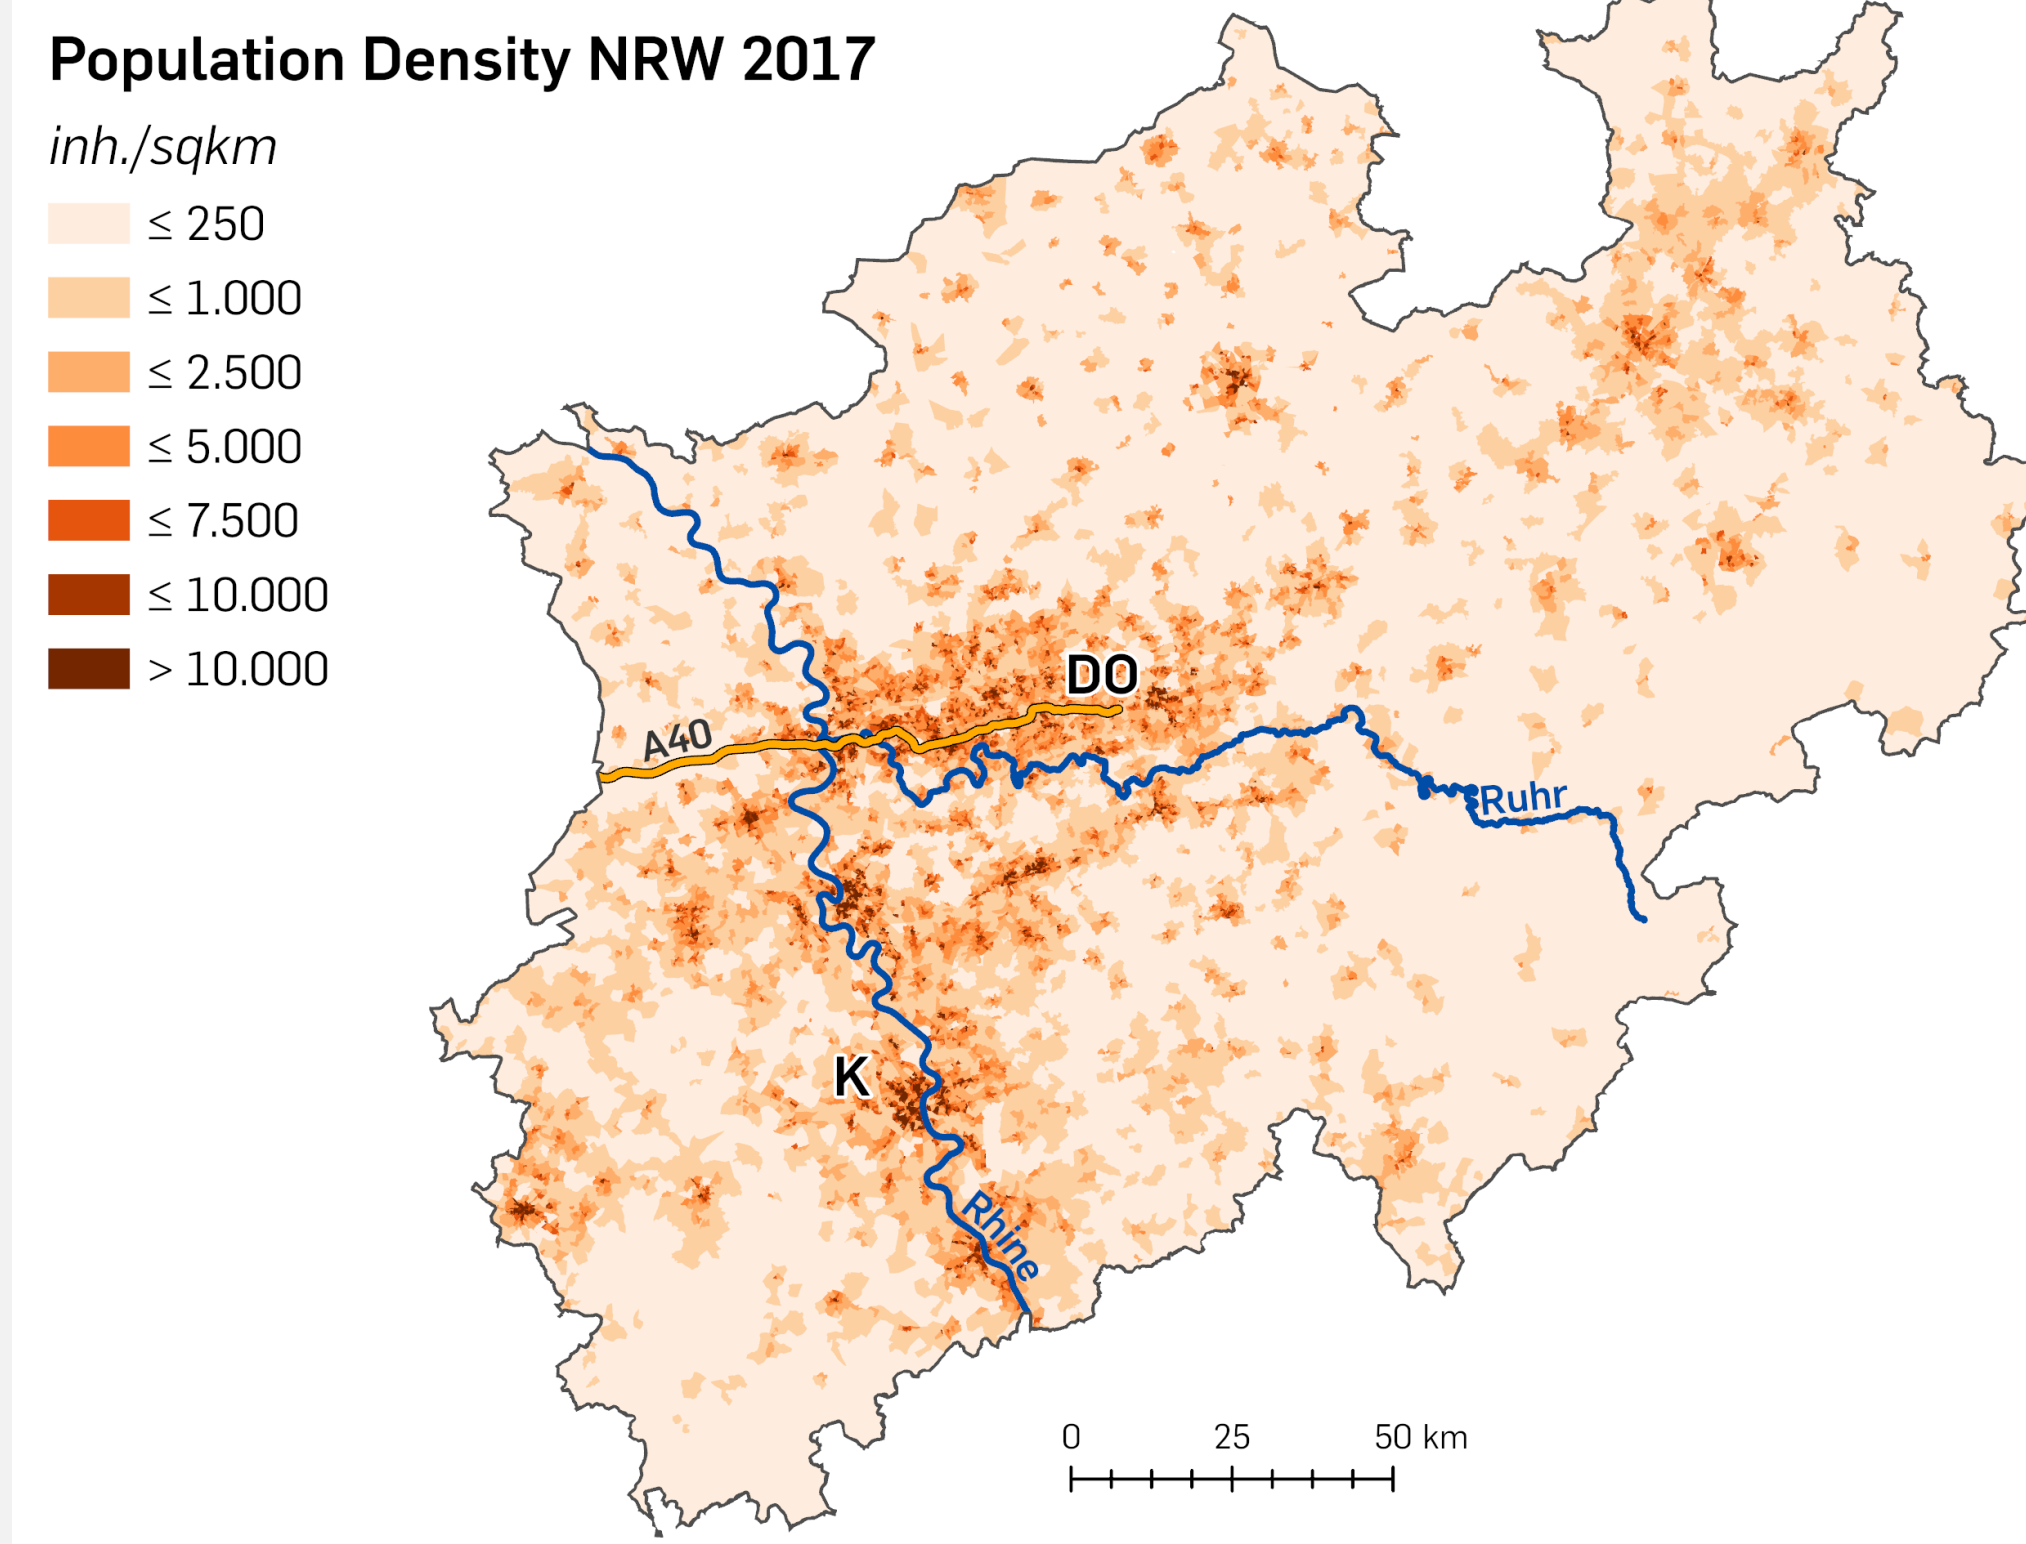 Population Density NRW 2017
inh./sqkm
≤ 250
≤ 1.000
≤ 2.500
≤ 5.000
≤ 7.500
≤ 10.000
> 10.000
DO
A40
Ruhr
K
Rhine
0 25 50 km